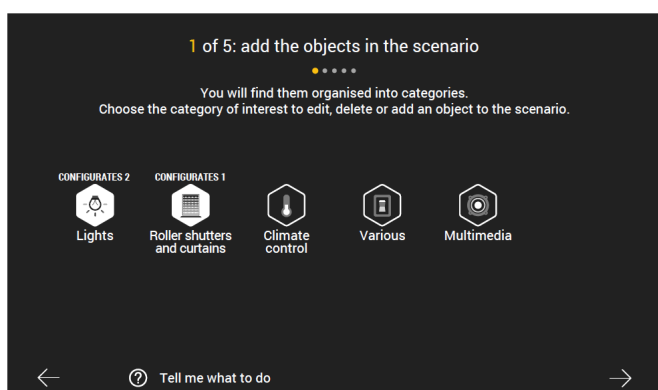 1 of 5: add the objects in the scenario
You will find them organised into categories.
Choose the category of interest to edit, delete or add an object to the scenario.
CONFIGURATES 2
CONFIGURATES 1
Lights
Roller shutters
and curtains
Climate
control
Various
Multimedia
? Tell me what to do